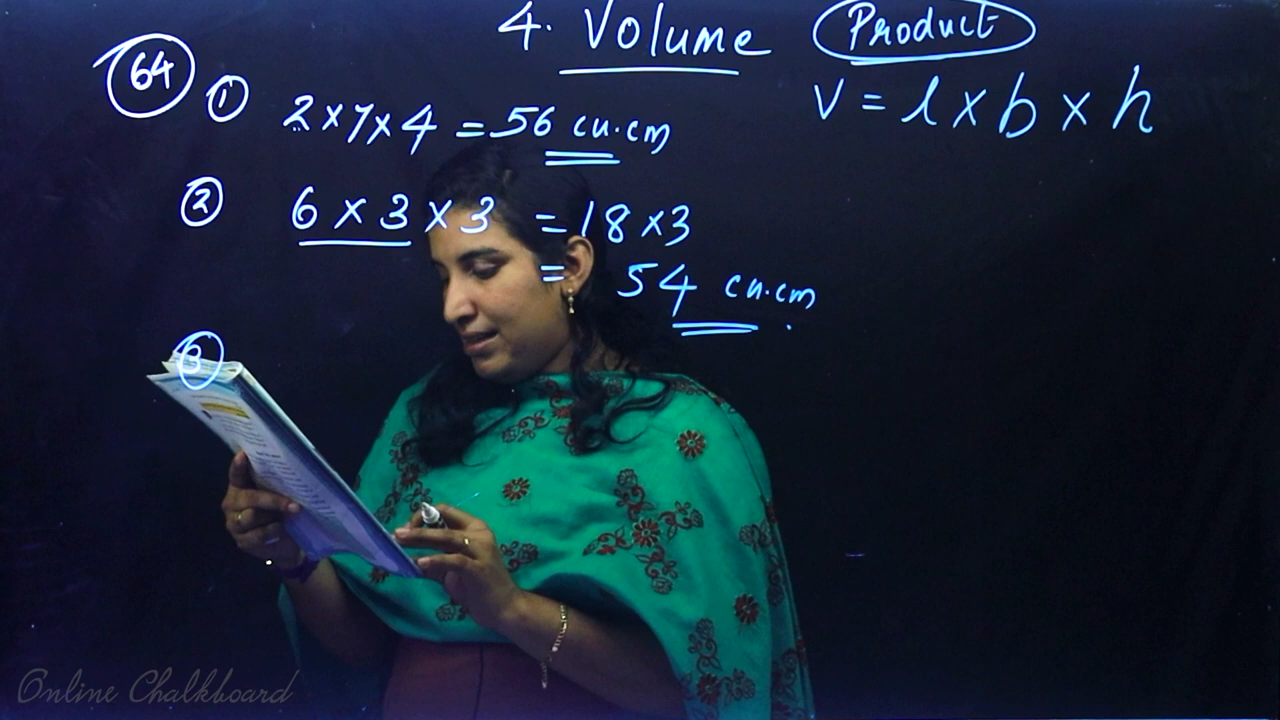 4. Volume Product
V = l x b x h
64
1 2 x 7 x 4 = 56 cu.cm
2 6 x 3 x 3 = 18 x 3
= 54 cu.cm
3
Online Chalkboard